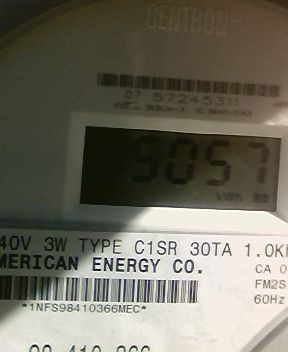 CENTRON
07 57245311
5057
kWh
40V 3W TYPE C1SR 30TA 1.0K
MERICAN ENERGY CO.
CA 0
FM2S
*1NFS98410366MEC*
60Hz